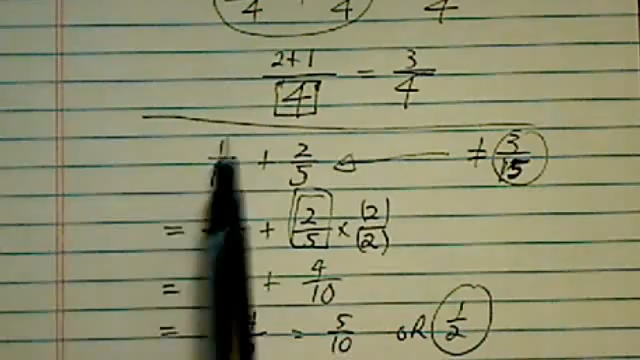 4 4 4
2+1/4 = 3/4
1/ + 2/5 ≠ 3/15
= + 2/5 × (2/2)
= + 4/10
= = 5/10 OR 1/2